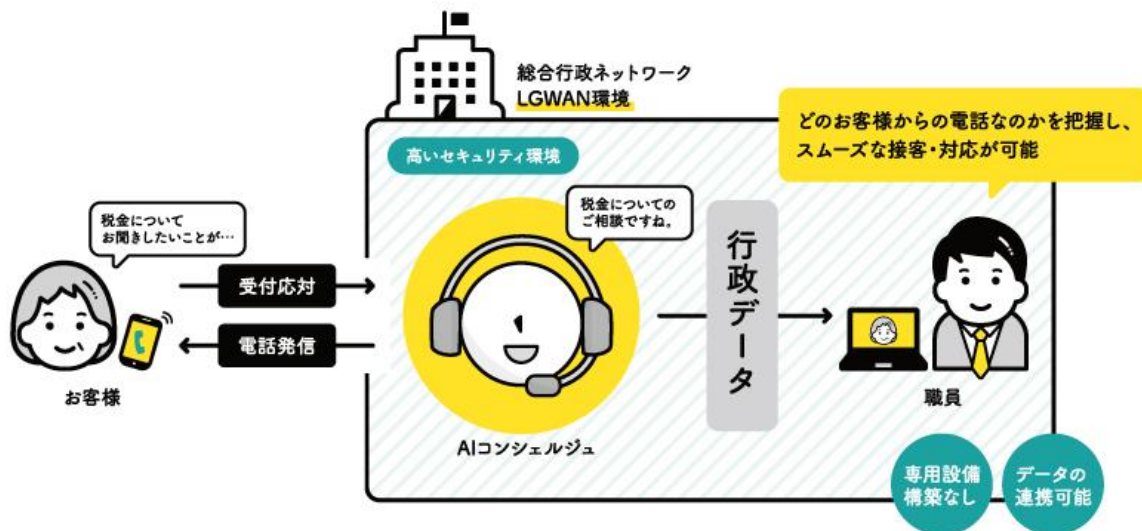 総合行政ネットワーク
LGWAN環境
どのお客様からの電話なのかを把握し、
スムーズな接客・対応が可能
高いセキュリティ環境
税金について
お聞きしたいことが…
税金についての
ご相談ですね。
受付応対
電話発信
行政データ
お客様
AIコンシェルジュ
職員
専用設備
構築なし
データの
連携可能